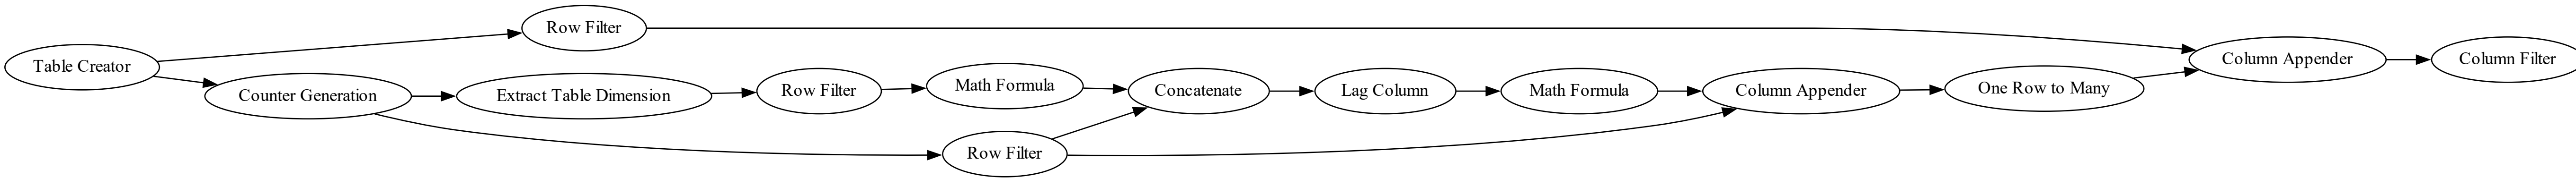 Table Creator
Row Filter
Counter Generation
Extract Table Dimension
Row Filter
Math Formula
Row Filter
Concatenate
Lag Column
Math Formula
Column Appender
One Row to Many
Column Appender
Column Filter